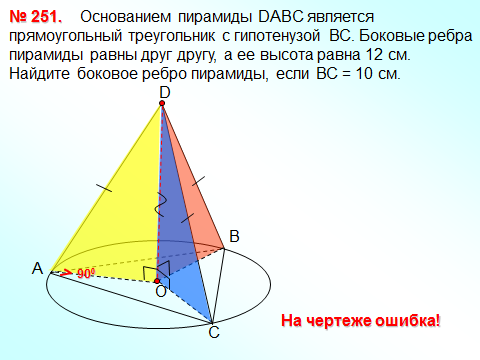 № 251. Основанием пирамиды DABC является
прямоугольный треугольник с гипотенузой BC. Боковые ребра
пирамиды равны друг другу, а ее высота равна 12 см.
Найдите боковое ребро пирамиды, если BC = 10 см.
D
B
A
90⁰
O
C
На чертеже ошибка!